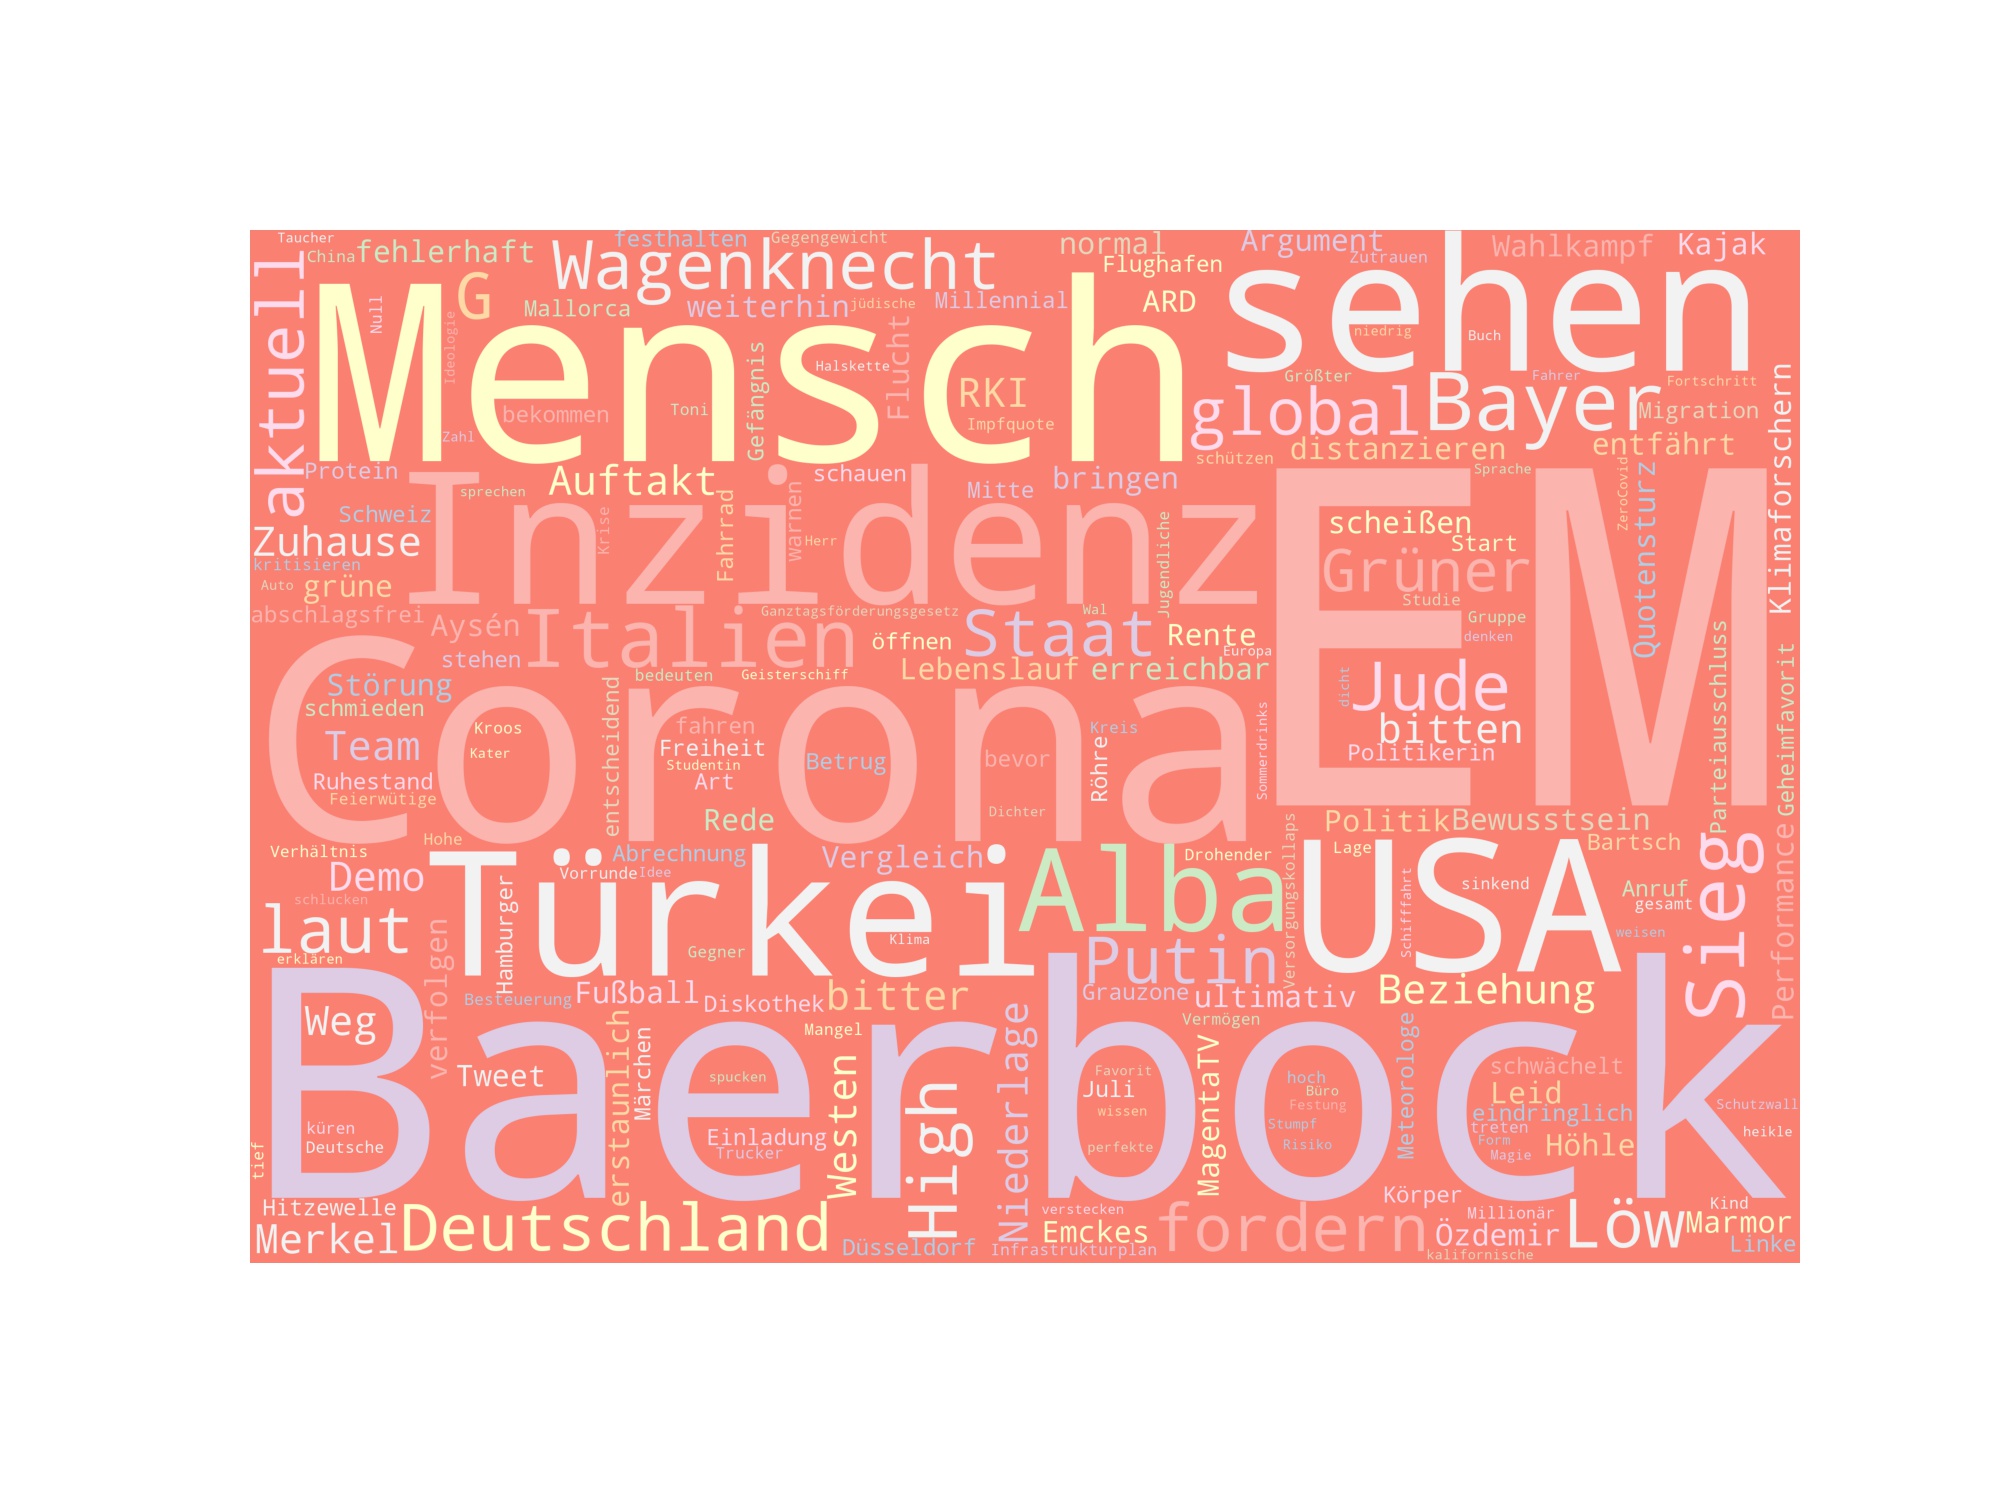 Taucher
China
fehlerhaft
festhalten
Gegengewicht
normal
Argument
Wahlkampf
Kajak
Wagenknecht
Flughafen
Zutrauen
sehen
aktuell
Null
G
Mallorca
weiterhin
jüdische
Millennial
ARD
Mensch
Ideologie
Flucht
niedrig
Buch
Gefängnis
Halskette
RKI
Größter
Bayer
Fahrer
Fortschritt
Klimaforschern
bekommen
Toni
Impfquote
global
Migration
Zahl
distanzieren
entfährt
schützen
Protein
Auftakt
schauen
bringen
Sprache
sprechen
Inzidenz
Mitte
EM
ZeroCovid
Quotensturz
Schweiz
Krise
Fahrrad
warnen
Jugendliche
scheißen
Zuhause
Herr
Start
kritisieren
Grüner
Auto
grüne
Studie
abschlagsfrei
Aysén
Italien
Ganztagsförderungsgesetz
Wal
Staat
Rente
Gruppe
öffnen
denken
stehen
Europa
Corona
bedeuten
Geisterschiff
Lebenslauf
erreichbar
dicht
Jude
Parteiausschluss
Geheimfavorit
Störung
schmieden
entscheidend
Kroos
fahren
Kreis
Sommerdrinks
bitten
Team
Kater
Freiheit
Studentin
Betrug
bevor
Röhre
Politikerin
Ruhestand
Art
Feierwütige
Dichter
Rede
Politik
Bewusstsein
Hohe
Versorgungskollaps
Performance
Verhältnis
Türkei
Abrechnung
Vergleich
Alba
Drohender
Lage
USA
Bartsch
Sieg
Demo
Vorrunde
Idee
sinkend
Anruf
schlucken
Hamburger
gesamt
laut
verfolgen
Klima
Putin
Schifffahrt
weisen
erklären
Gegner
Baerbock
Besteuerung
Fußball
Diskothek
bitter
Grauzone
ultimativ
Beziehung
Weg
erstaunlich
Märchen
Mangel
Niederlage
Vermögen
Meteorologe
Tweet
spucken
Westen
High
Favorit
Juli
MagentaTV
hoch
Büro
schwächelt
Leid
wissen
Festung
eindringlich
Schutzwall
küren
Einladung
Stumpf
treten
heikle
Deutsche
Trucker
perfekte
Risiko
Form
Magie
Höhle
tief
Hitzewelle
Körper
Kind
Merkel
Deutschland
Düsseldorf
verstecken
Emckes
Infrastrukturplan
fordern
Millionär
Özdemir
kalifornische
Löw
Marmor
Linke